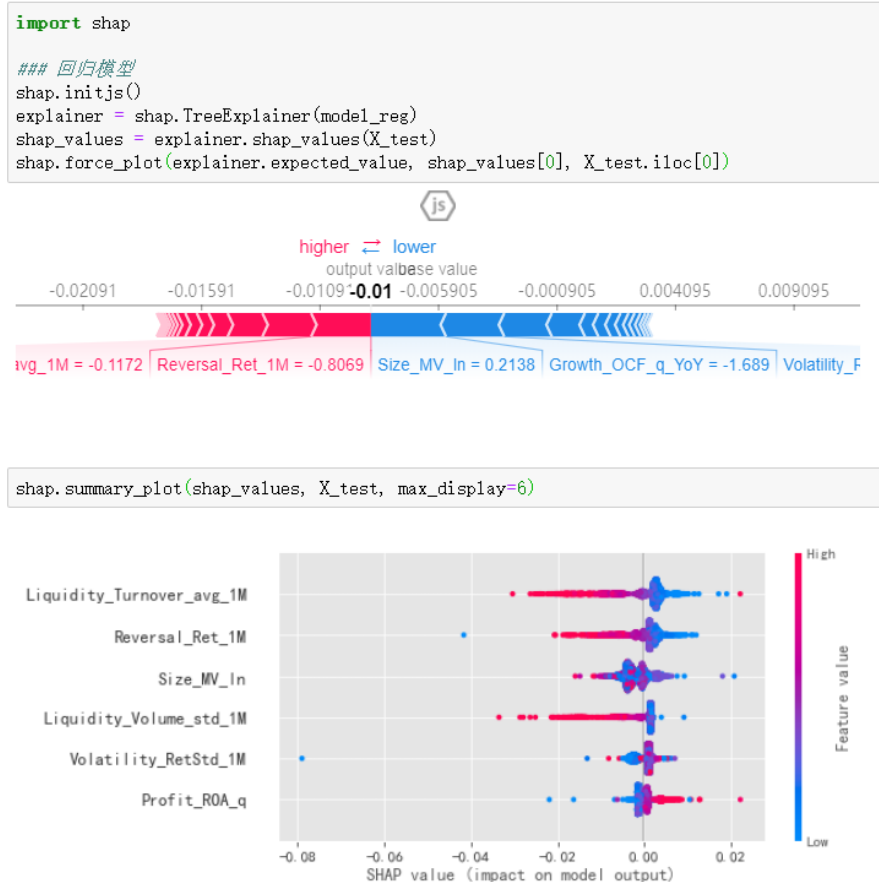 import shap
### 回归模型
shap.initjs()
explainer = shap.TreeExplainer(model_reg)
shap_values = explainer.shap_values(X_test)
shap.force_plot(explainer.expected_value, shap_values[0], X_test.iloc[0])
js
higher lower
output value base value
-0.02091 -0.01591 -0.01091 -0.01 -0.005905 -0.000905 0.004095 0.009095
avg_1M = -0.1172 Reversal_Ret_1M = -0.8069 Size_MV_ln = 0.2138 Growth_OCF_q_YoY = -1.689 Volatility_R
shap.summary_plot(shap_values, X_test, max_display=6)
High
Liquidity_Turnover_avg_1M
Reversal_Ret_1M
Size_MV_ln
Liquidity_Volume_std_1M
Volatility_RetStd_1M
Profit_ROA_q
Feature value
Low
-0.08 -0.06 -0.04 -0.02 0.00 0.02
SHAP value (impact on model output)